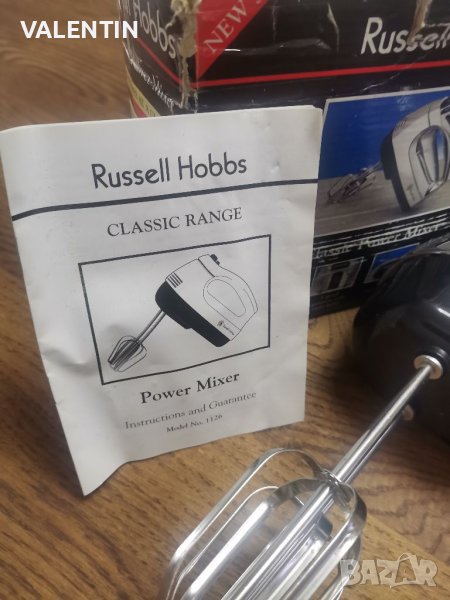 VALENTIN
Hobbs
NEW
Russell
Russell Hobbs
CLASSIC RANGE
Classic Power Mixer
Power Mixer
Instructions and Guarantee
Model No. 1126
BAZAR